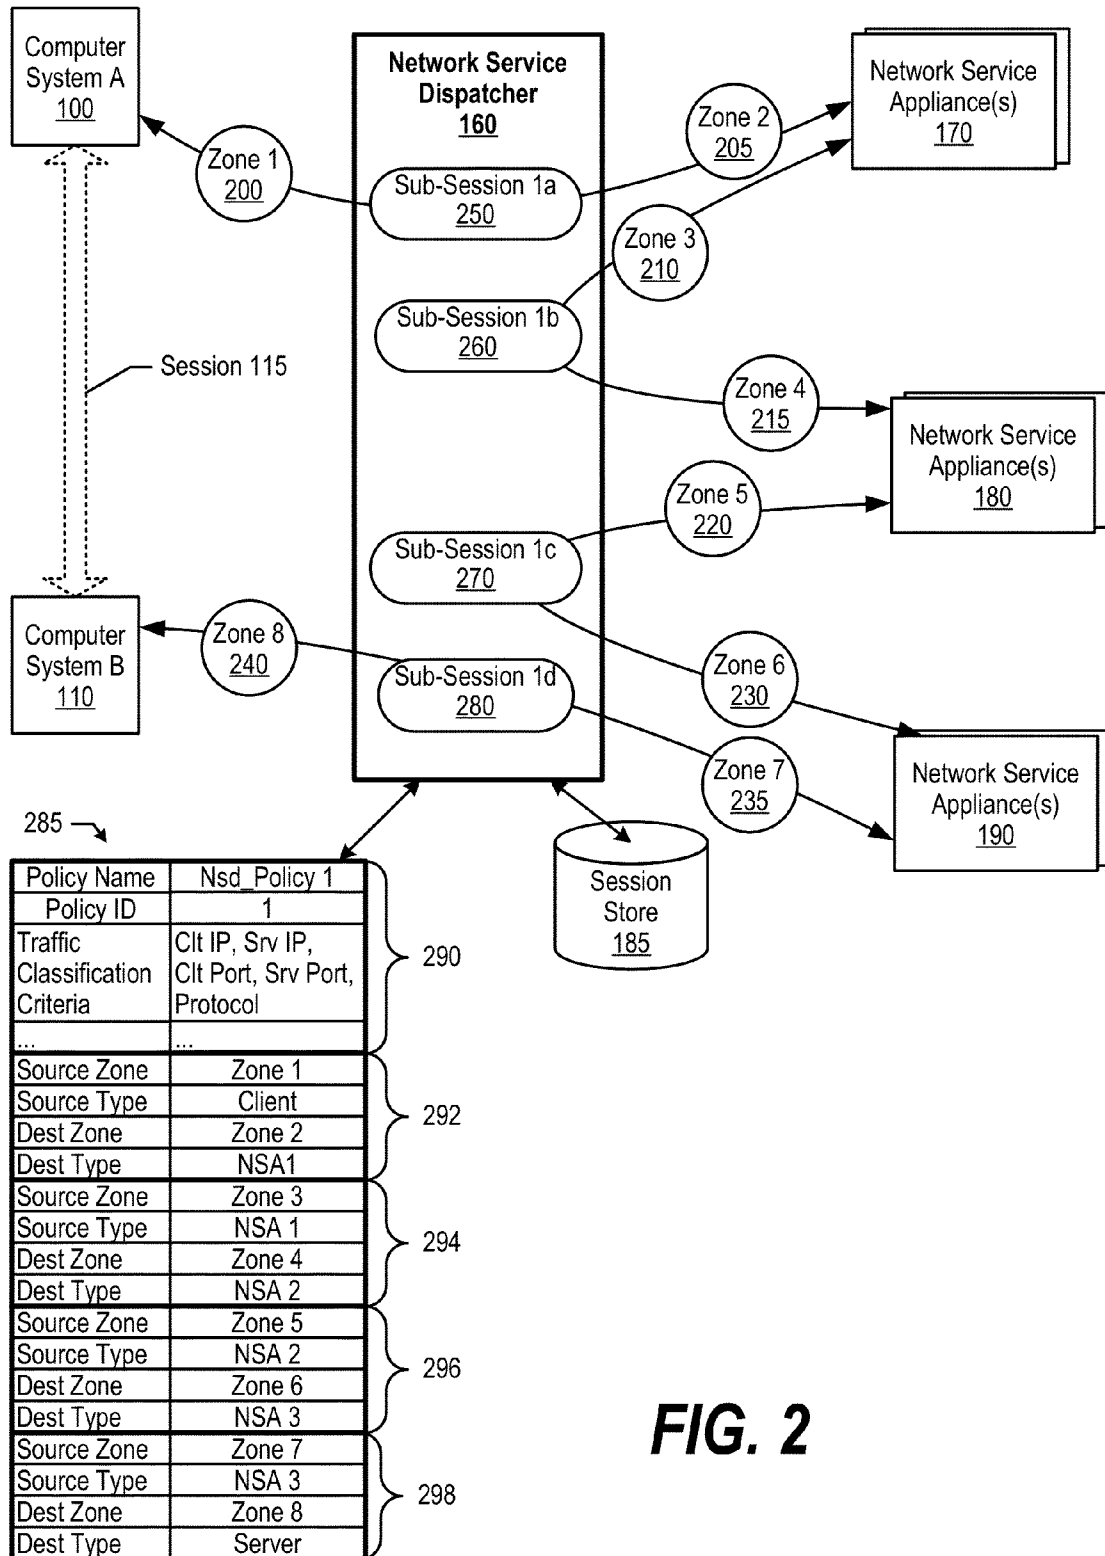 Computer
System A
100
Network Service
Dispatcher
160
Network Service
Appliance(s)
170
Zone 1
200
Zone 2
205
Sub-Session 1a
250
Zone 3
210
Sub-Session 1b
260
Session 115
Zone 4
215
Network Service
Appliance(s)
180
Zone 5
220
Sub-Session 1c
270
Computer
System B
110
Zone 8
240
Zone 6
230
Sub-Session 1d
280
Zone 7
235
Network Service
Appliance(s)
190
285
Session
Store
185
Policy Name Nsd_Policy 1
Policy ID 1
Traffic Classification Criteria Clt IP, Srv IP, Clt Port, Srv Port, Protocol
... ...
290
Source Zone Zone 1
Source Type Client
Dest Zone Zone 2
Dest Type NSA1
292
Source Zone Zone 3
Source Type NSA 1
Dest Zone Zone 4
Dest Type NSA 2
294
Source Zone Zone 5
Source Type NSA 2
Dest Zone Zone 6
Dest Type NSA 3
296
Source Zone Zone 7
Source Type NSA 3
Dest Zone Zone 8
Dest Type Server
298
FIG. 2